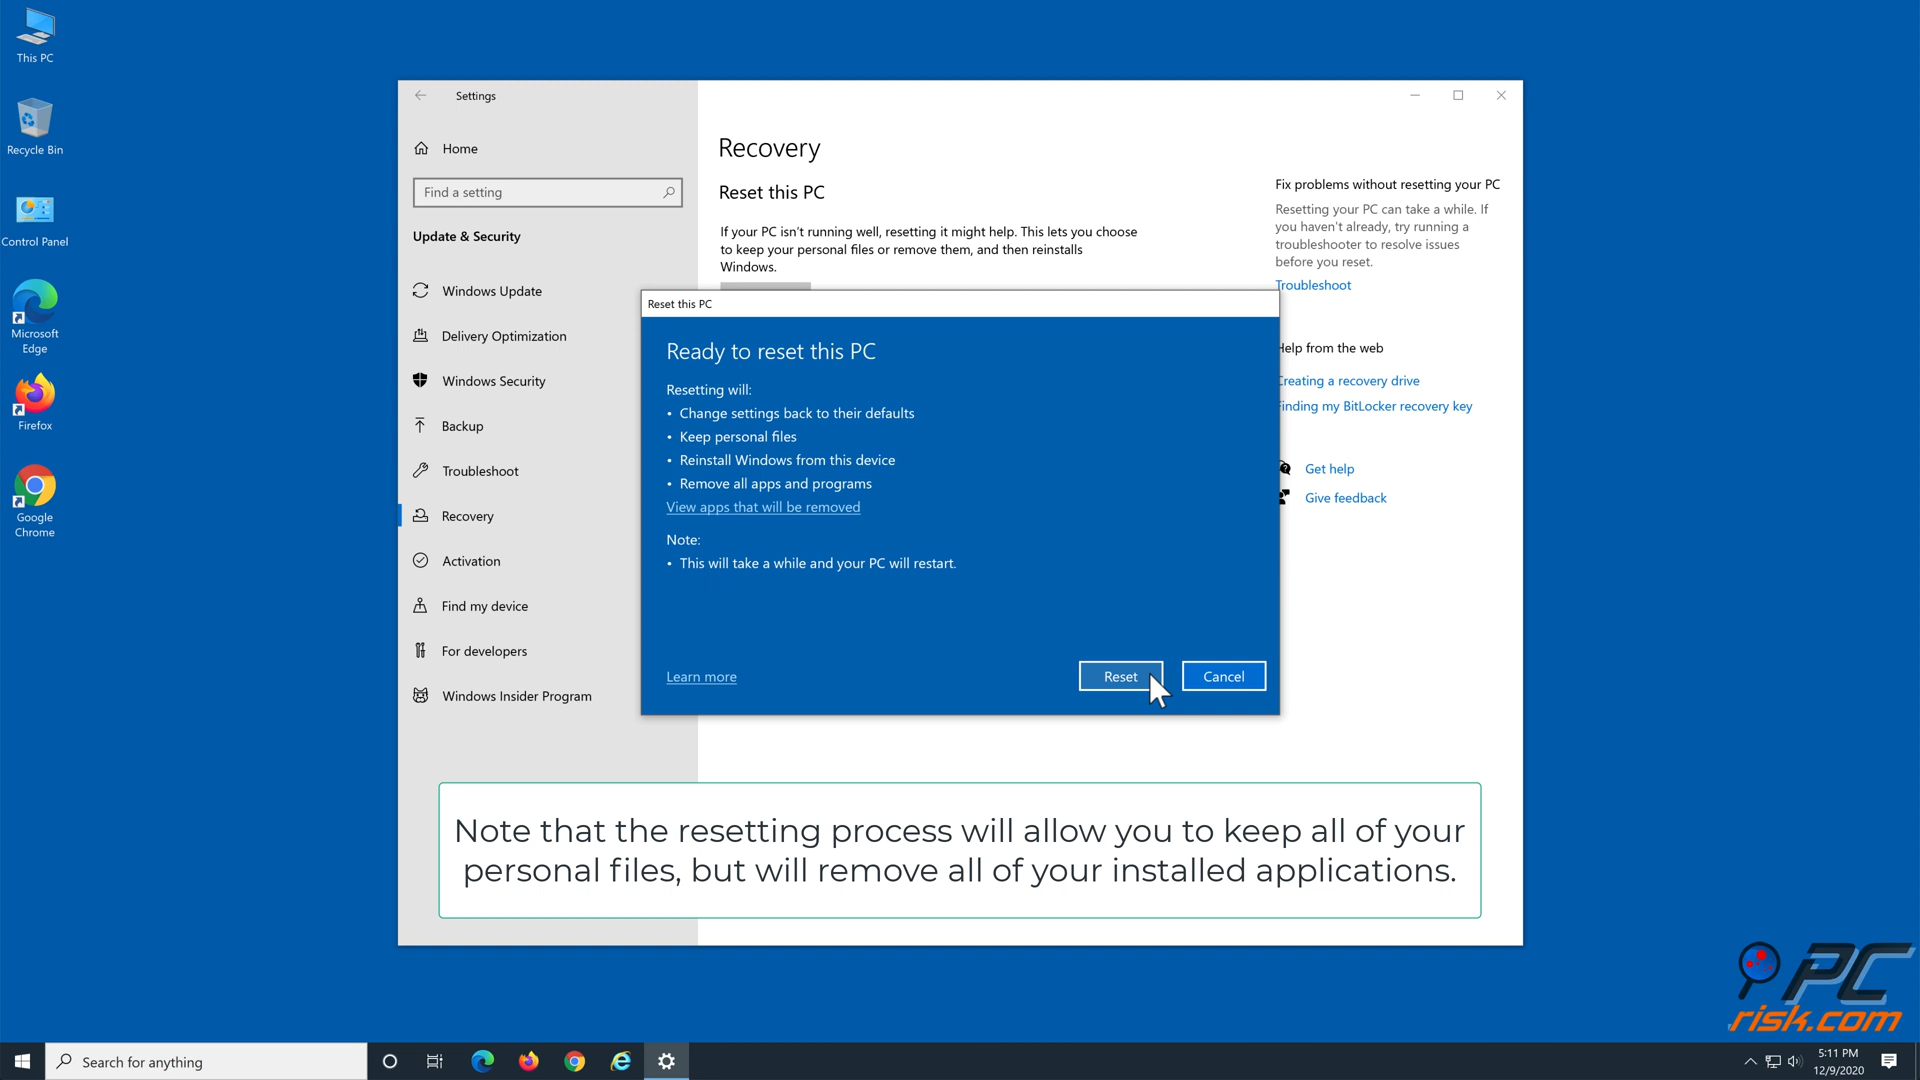 This PC
Recycle Bin
Control Panel
Microsoft
Edge
Firefox
Google
Chrome
Settings
Home
Find a setting
Update & Security
Windows Update
Delivery Optimization
Windows Security
Backup
Troubleshoot
Recovery
Activation
Find my device
For developers
Windows Insider Program
Recovery
Reset this PC
If your PC isn't running well, resetting it might help. This lets you choose
to keep your personal files or remove them, and then reinstalls
Windows.
Fix problems without resetting your PC
Resetting your PC can take a while. If
you haven't already, try running a
troubleshooter to resolve issues
before you reset.
Troubleshoot
Help from the web
Creating a recovery drive
Finding my BitLocker recovery key
Get help
Give feedback
Reset this PC
Ready to reset this PC
Resetting will:
• Change settings back to their defaults
• Keep personal files
• Reinstall Windows from this device
• Remove all apps and programs
View apps that will be removed
Note:
• This will take a while and your PC will restart.
Learn more
Reset
Cancel
Note that the resetting process will allow you to keep all of your
personal files, but will remove all of your installed applications.
PC
risk.com
Search for anything
5:11 PM
12/9/2020